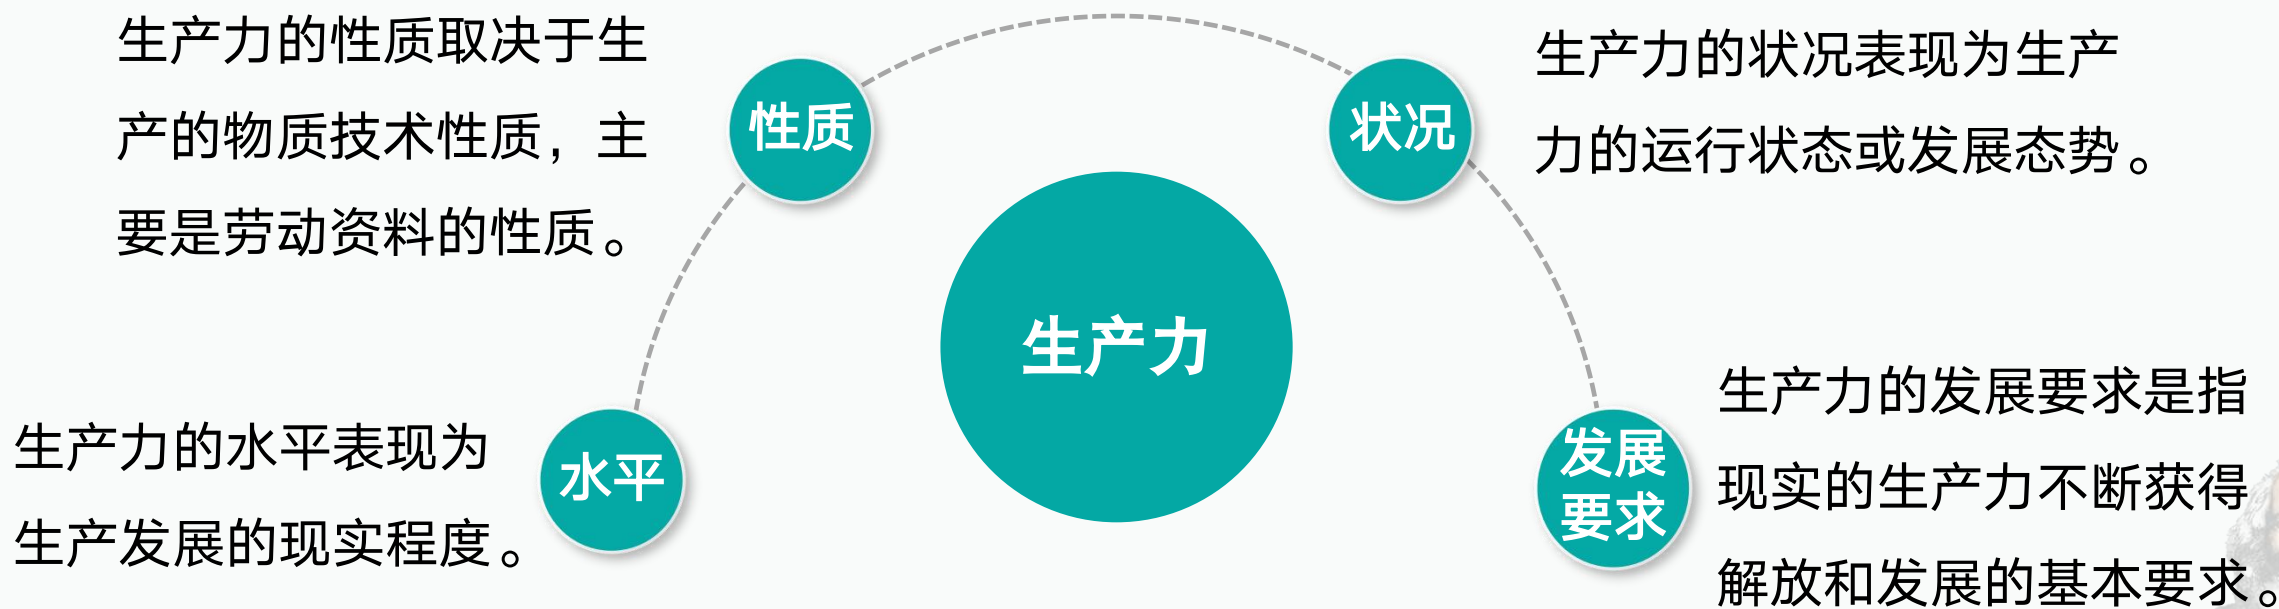 生产力的性质取决于生
产的物质技术性质，主
要是劳动资料的性质。
性质
状况
生产力的状况表现为生产
力的运行状态或发展态势。
生产力
生产力的水平表现为
生产发展的现实程度。
水平
发展
要求
生产力的发展要求是指
现实的生产力不断获得
解放和发展的基本要求。